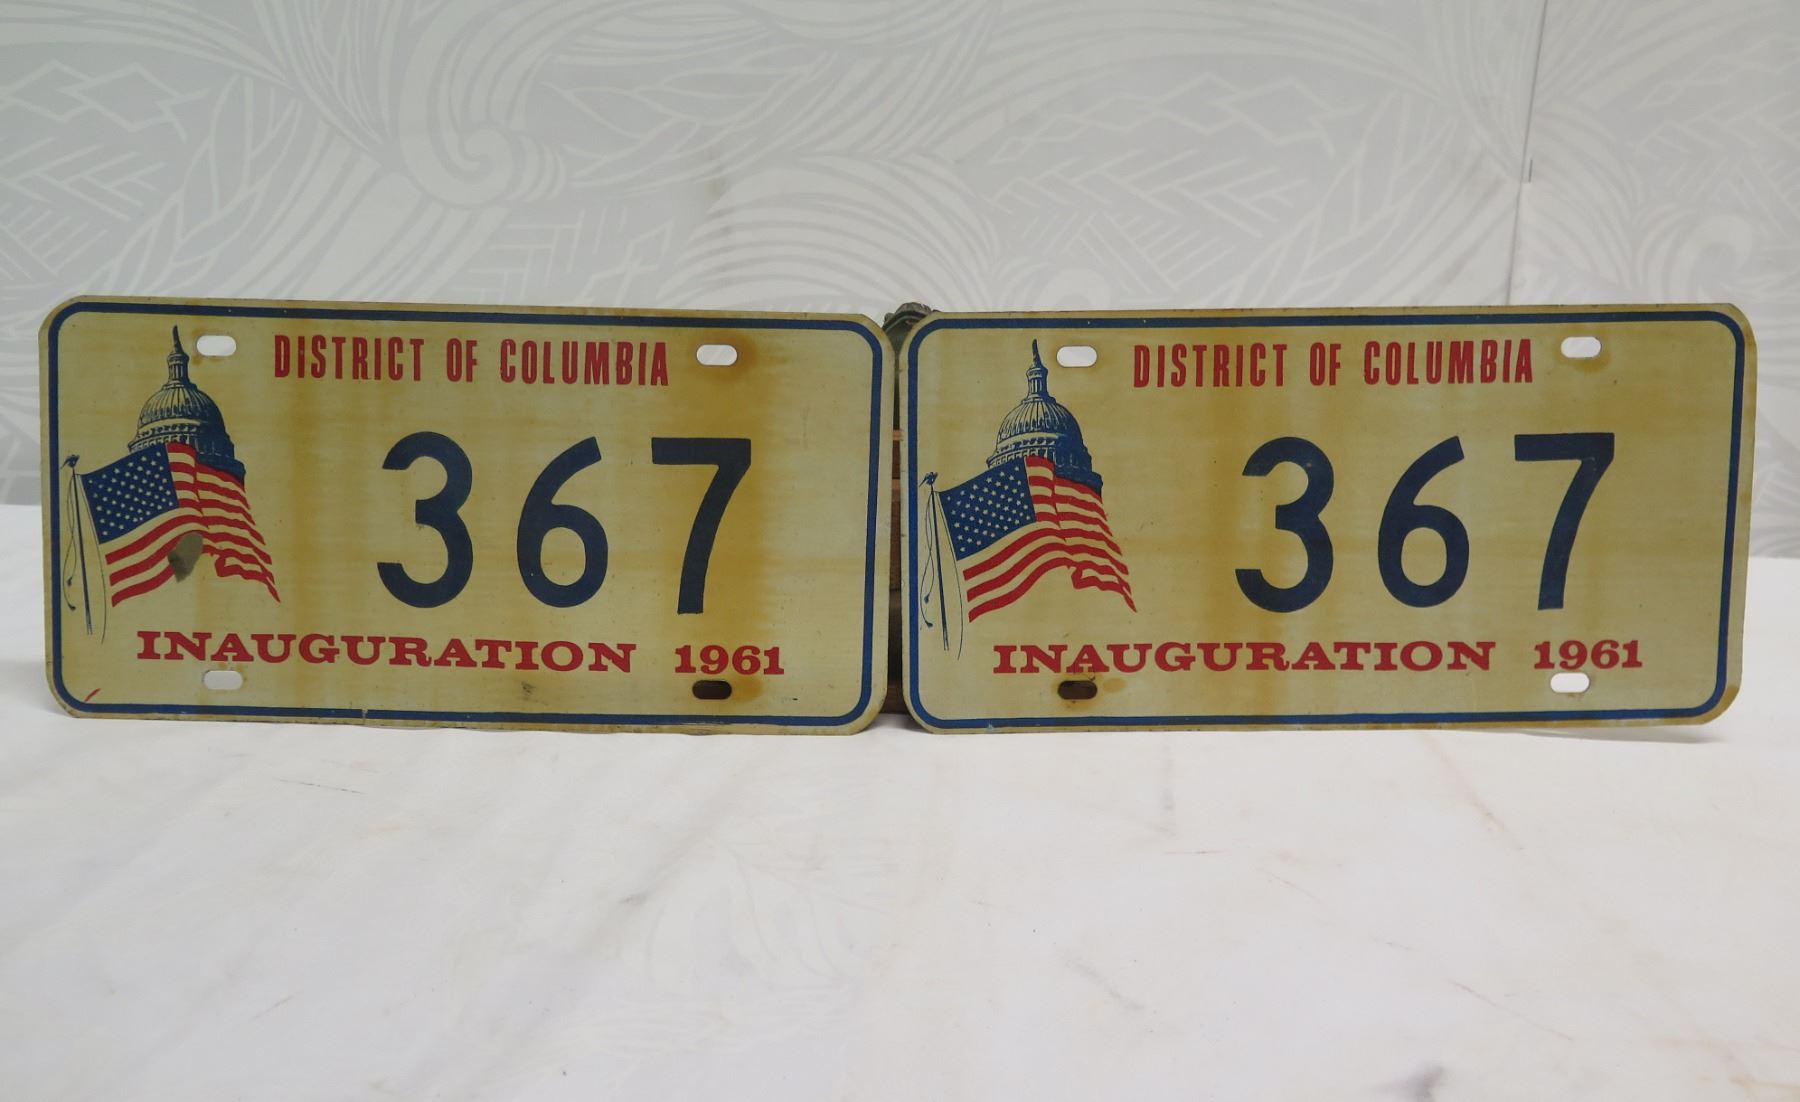 DISTRICT OF COLUMBIA
367
INAUGURATION 1961
DISTRICT OF COLUMBIA
367
INAUGURATION 1961